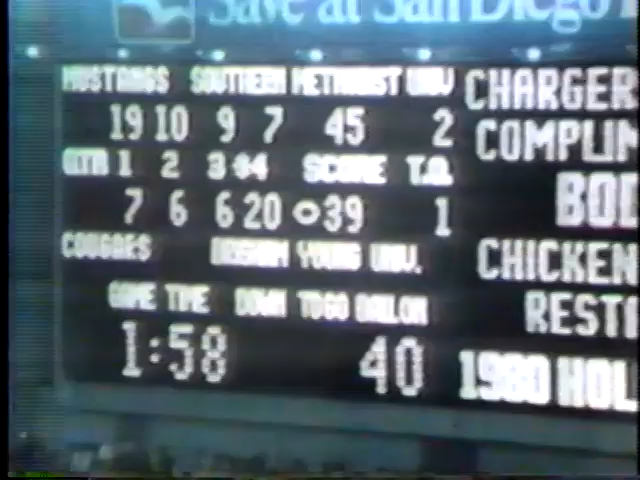 Save at San Diego
MUSTANGS SOUTHERN METHODIST UNIV
19 10 9 7 45 2
QTR 1 2 3 4 SCORE T.O.
7 6 6 20 39 1
COUGARS BRIGHAM YOUNG UNIV.
GAME TIME DOWN TO GO BALL ON
1:58 40
CHARGER
COMPLIM
BOL
CHICKEN
RESTA
1980 HOL